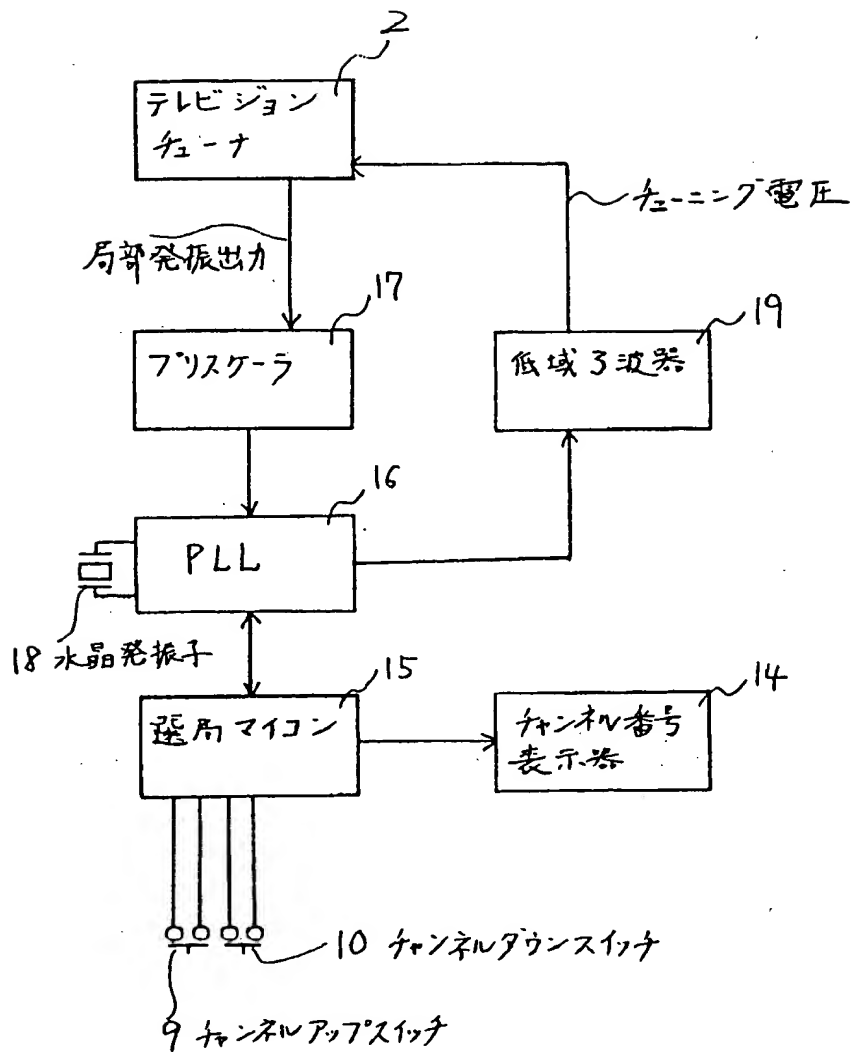 2
テレビジョン
チューナ
チューニング電圧
局部発振出力
17
プリスケーラ
19
低域ろ波器
16
PLL
18 水晶発振子
15
選局マイコン
14
チャンネル番号
表示器
10 チャンネルダウンスイッチ
9 チャンネルアップスイッチ